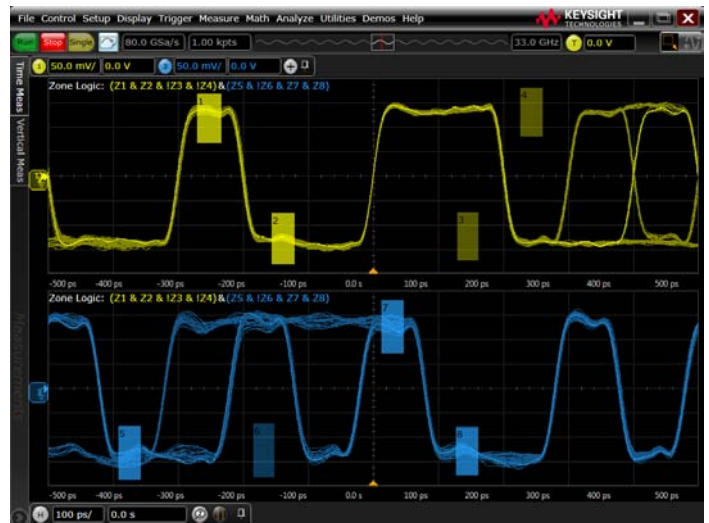 File Control Setup Display Trigger Measure Math Analyze Utilities Demos Help
KEYSIGHT
TECHNOLOGIES
Run Stop Single 80.0 GSa/s 1.00 kpts 33.0 GHz T 0.0 V
1 50.0 mV/ 0.0 V 3 50.0 mV/ 0.0 V
Time Meas
Vertical Meas
Measurements
Zone Logic: (Z1 & Z2 & !Z3 & !Z4)&(Z5 & !Z6 & Z7 & Z8)
1
4
2
3
-500 ps -400 ps -300 ps -200 ps -100 ps 0.0 s 100 ps 200 ps 300 ps 400 ps 500 ps
Zone Logic: (Z1 & Z2 & !Z3 & !Z4)&(Z5 & !Z6 & Z7 & Z8)
7
5
6
8
-500 ps -400 ps -300 ps -200 ps -100 ps 0.0 s 100 ps 200 ps 300 ps 400 ps 500 ps
H 100 ps/ 0.0 s